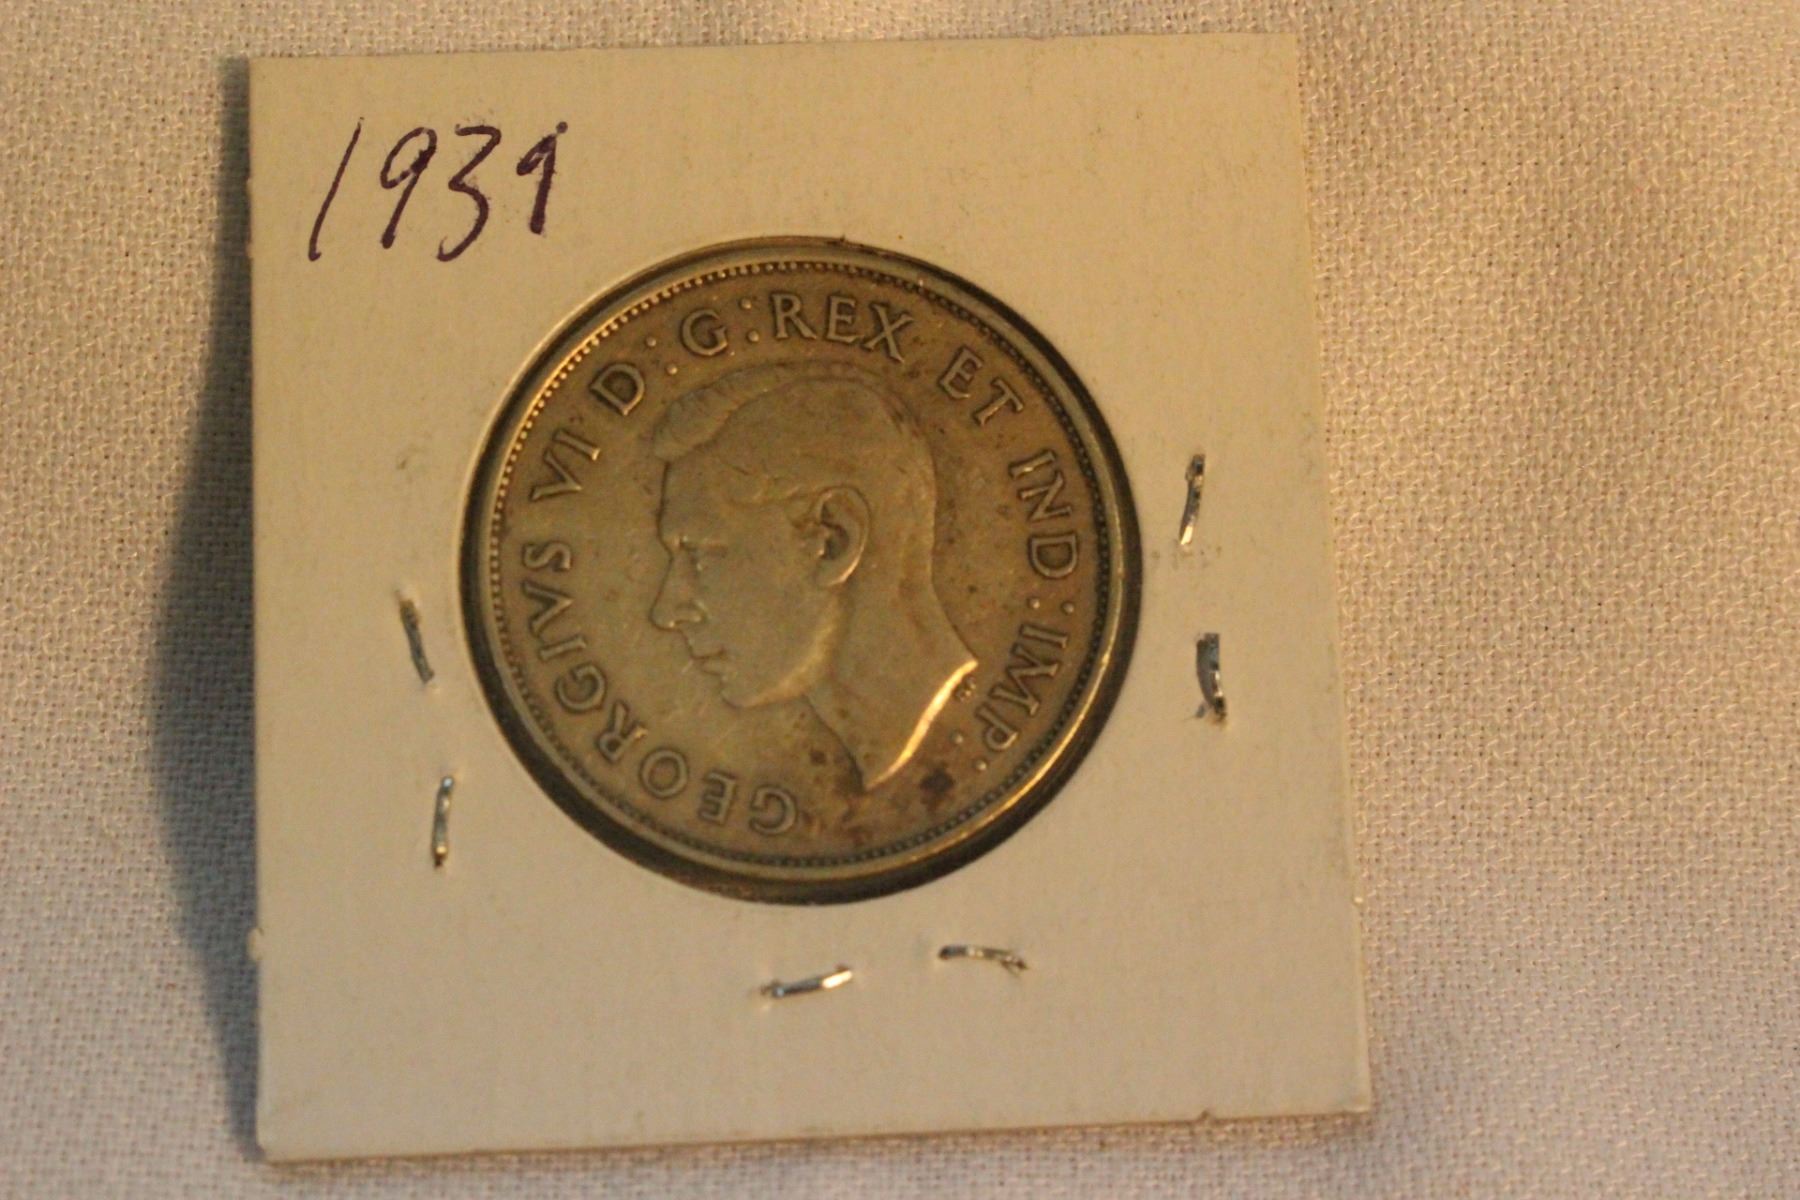 1939
GEORGIVS VI D:G:REX ET IND:IMP: